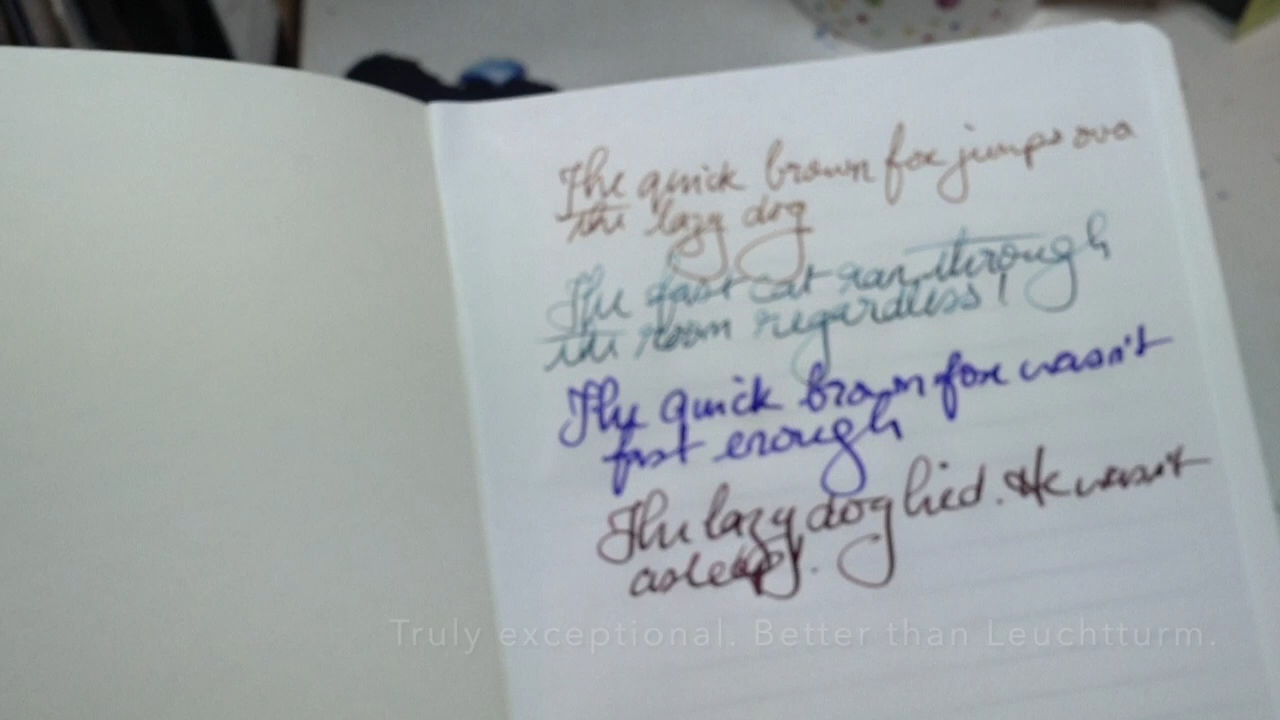 The quick brown fox jumps over
the lazy dog
The fast cat ran through
the room regardless!
The quick brown fox wasn't
fast enough
The lazy dog lied. He wasn't
asleep.
Truly exceptional. Better than Leuchtturm.